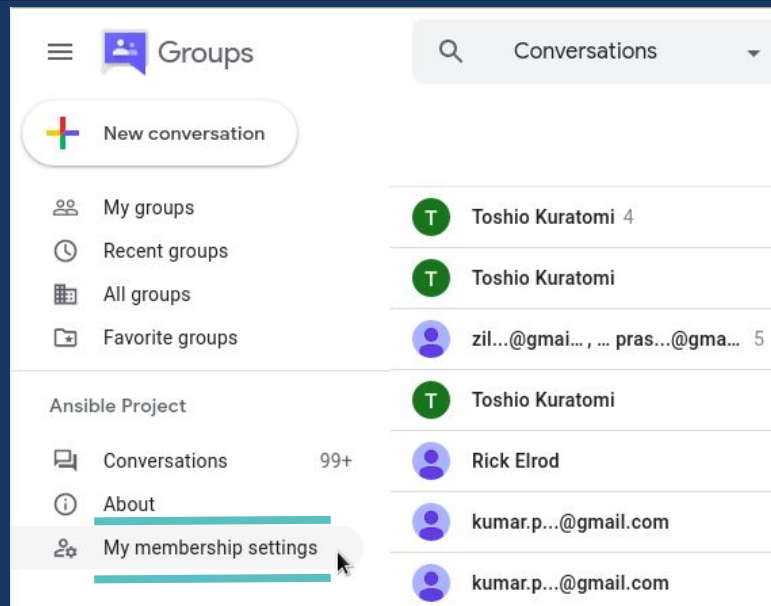 Groups
Conversations
New conversation
My groups
Recent groups
All groups
Favorite groups
Ansible Project
Conversations 99+
About
My membership settings
T Toshio Kuratomi 4
T Toshio Kuratomi
zil...@gmai... , ... pras...@gma... 5
T Toshio Kuratomi
Rick Elrod
kumar.p...@gmail.com
kumar.p...@gmail.com